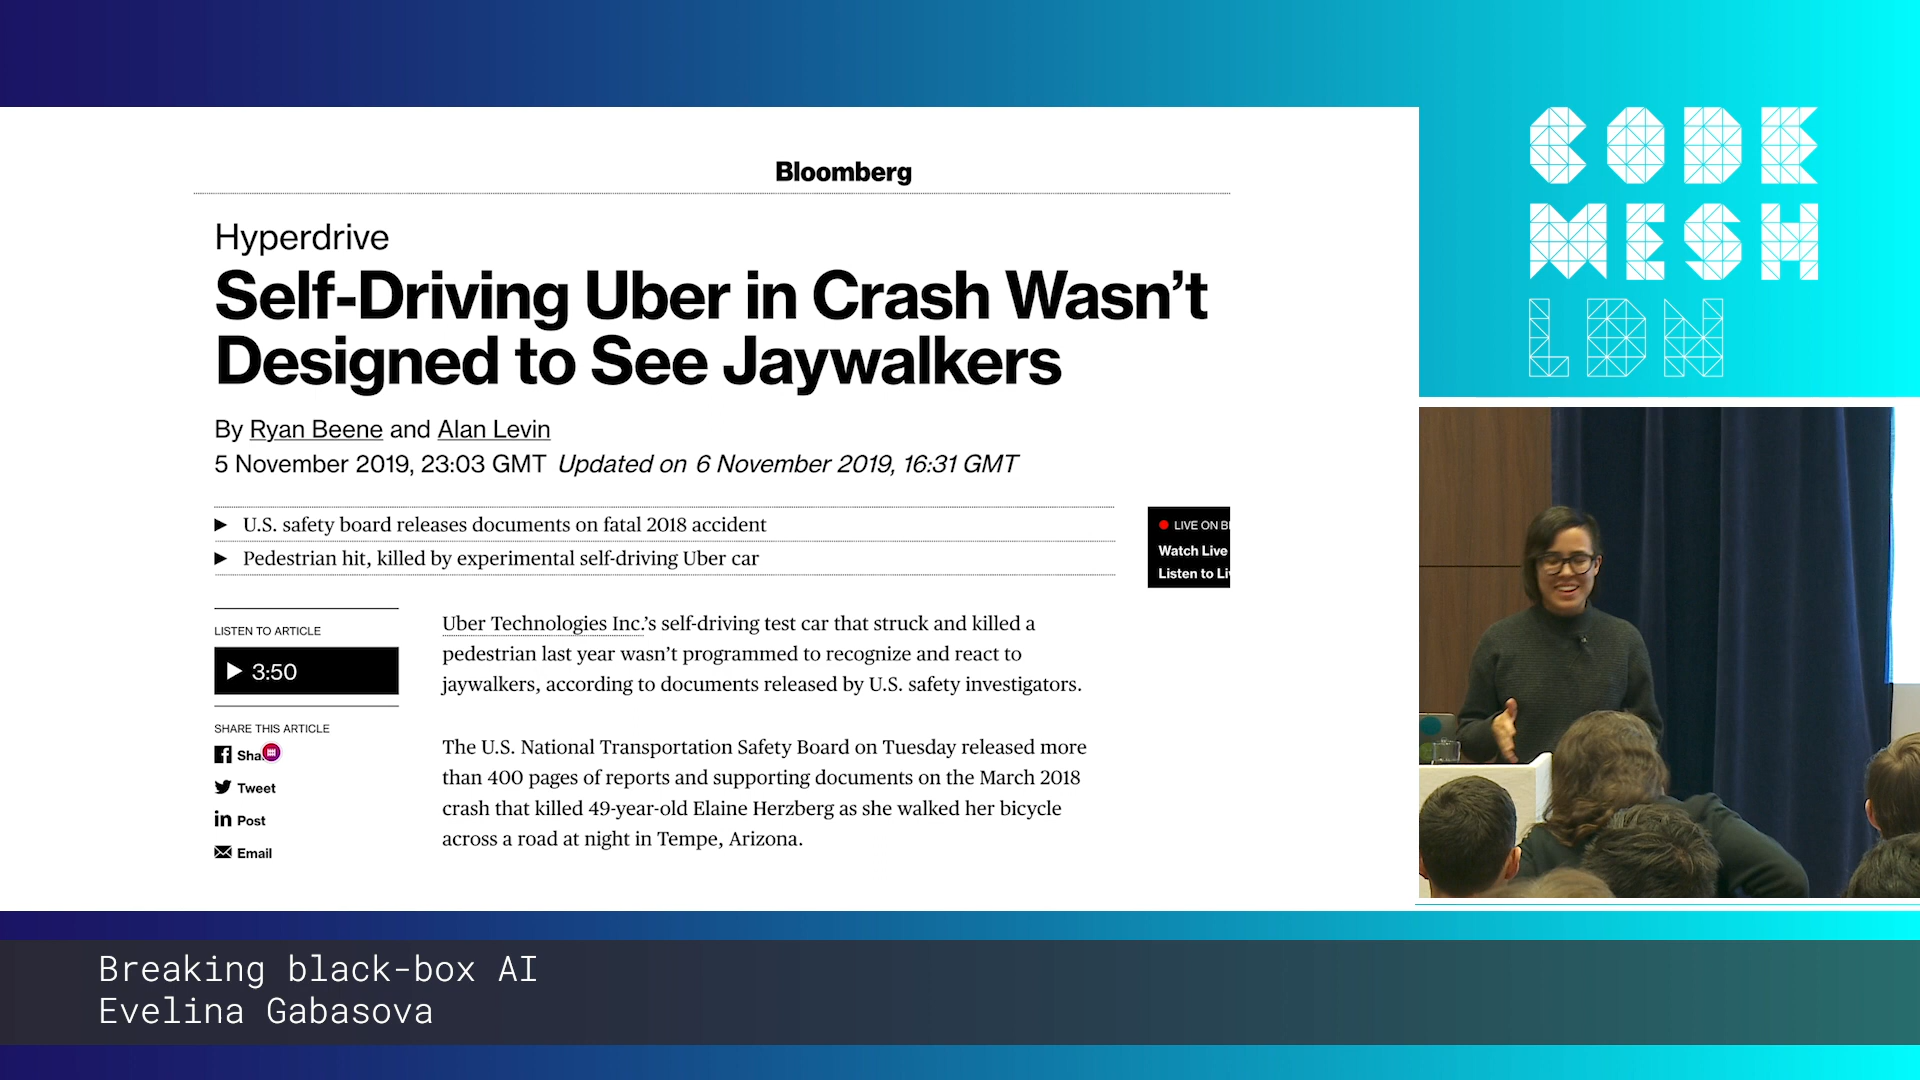 Bloomberg
Hyperdrive
Self-Driving Uber in Crash Wasn't
Designed to See Jaywalkers
By Ryan Beene and Alan Levin
5 November 2019, 23:03 GMT Updated on 6 November 2019, 16:31 GMT
U.S. safety board releases documents on fatal 2018 accident
Pedestrian hit, killed by experimental self-driving Uber car
LIVE ON B
Watch Live
Listen to Li
LISTEN TO ARTICLE
3:50
SHARE THIS ARTICLE
Sha
Tweet
in Post
Email
Uber Technologies Inc.'s self-driving test car that struck and killed a
pedestrian last year wasn't programmed to recognize and react to
jaywalkers, according to documents released by U.S. safety investigators.
The U.S. National Transportation Safety Board on Tuesday released more
than 400 pages of reports and supporting documents on the March 2018
crash that killed 49-year-old Elaine Herzberg as she walked her bicycle
across a road at night in Tempe, Arizona.
CODE
MESH
LDN
Breaking black-box AI
Evelina Gabasova